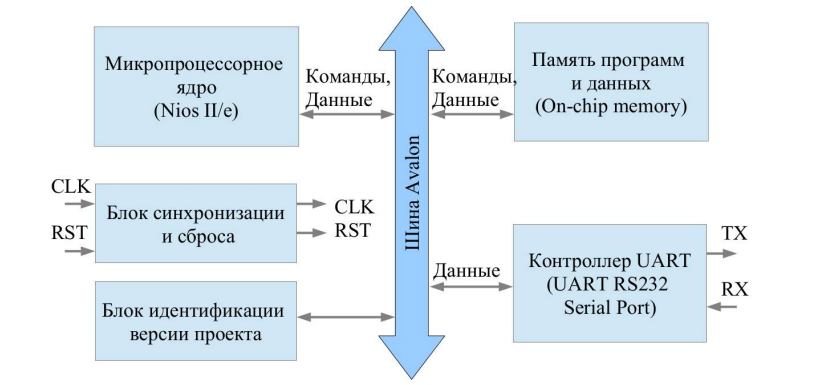 Микропроцессорное
ядро
(Nios II/e)
Команды,
Данные
Шина Avalon
Команды,
Данные
Память программ
и данных
(On-chip memory)
CLK
RST
Блок синхронизации
и сброса
CLK
RST
Данные
Контроллер UART
(UART RS232
Serial Port)
TX
RX
Блок идентификации
версии проекта